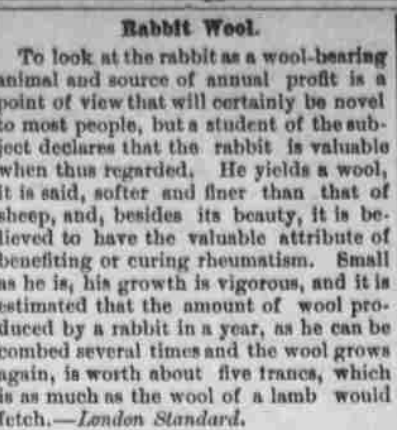 Rabbit Wool.
To look at the rabbit as a wool-bearing
animal and source of annual profit is a
point of view that will certainly be novel
to most people, but a student of the sub-
ject declares that the rabbit is valuable
when thus regarded. He yields a wool,
it is said, softer and finer than that of
sheep, and, besides its beauty, it is be-
lieved to have the valuable attribute of
benefiting or curing rheumatism. Small
as he is, his growth is vigorous, and it is
estimated that the amount of wool pro-
duced by a rabbit in a year, as he can be
combed several times and the wool grows
again, is worth about five francs, which
is as much as the wool of a lamb would
fetch.—London Standard.